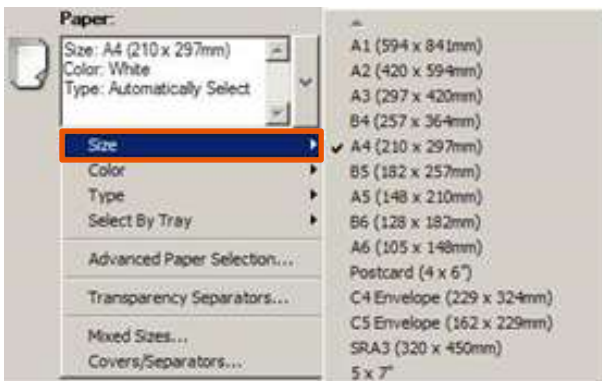 Paper:
Size: A4 (210 x 297mm)
Color: White
Type: Automatically Select
Size
Color
Type
Select By Tray
Advanced Paper Selection...
Transparency Separators...
Mixed Sizes...
Covers/Separators...
A1 (594 x 841mm)
A2 (420 x 594mm)
A3 (297 x 420mm)
B4 (257 x 364mm)
A4 (210 x 297mm)
B5 (182 x 257mm)
A5 (148 x 210mm)
B6 (128 x 182mm)
A6 (105 x 148mm)
Postcard (4 x 6")
C4 Envelope (229 x 324mm)
C5 Envelope (162 x 229mm)
SRA3 (320 x 450mm)
5 x 7"